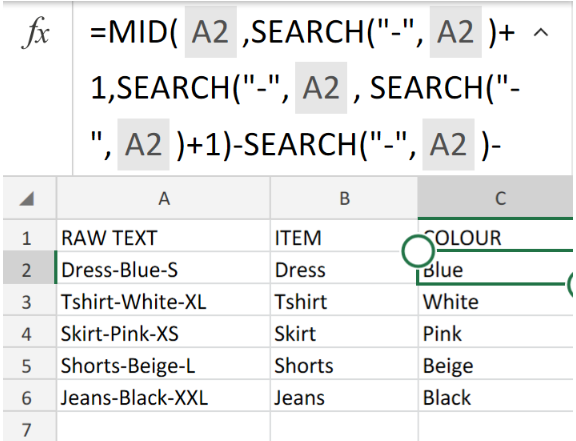 fx =MID( A2 ,SEARCH("-", A2 )+
1,SEARCH("-", A2 , SEARCH("-
", A2 )+1)-SEARCH("-", A2 )-
A B C
1 RAW TEXT ITEM COLOUR
2 Dress-Blue-S Dress Blue
3 Tshirt-White-XL Tshirt White
4 Skirt-Pink-XS Skirt Pink
5 Shorts-Beige-L Shorts Beige
6 Jeans-Black-XXL Jeans Black
7